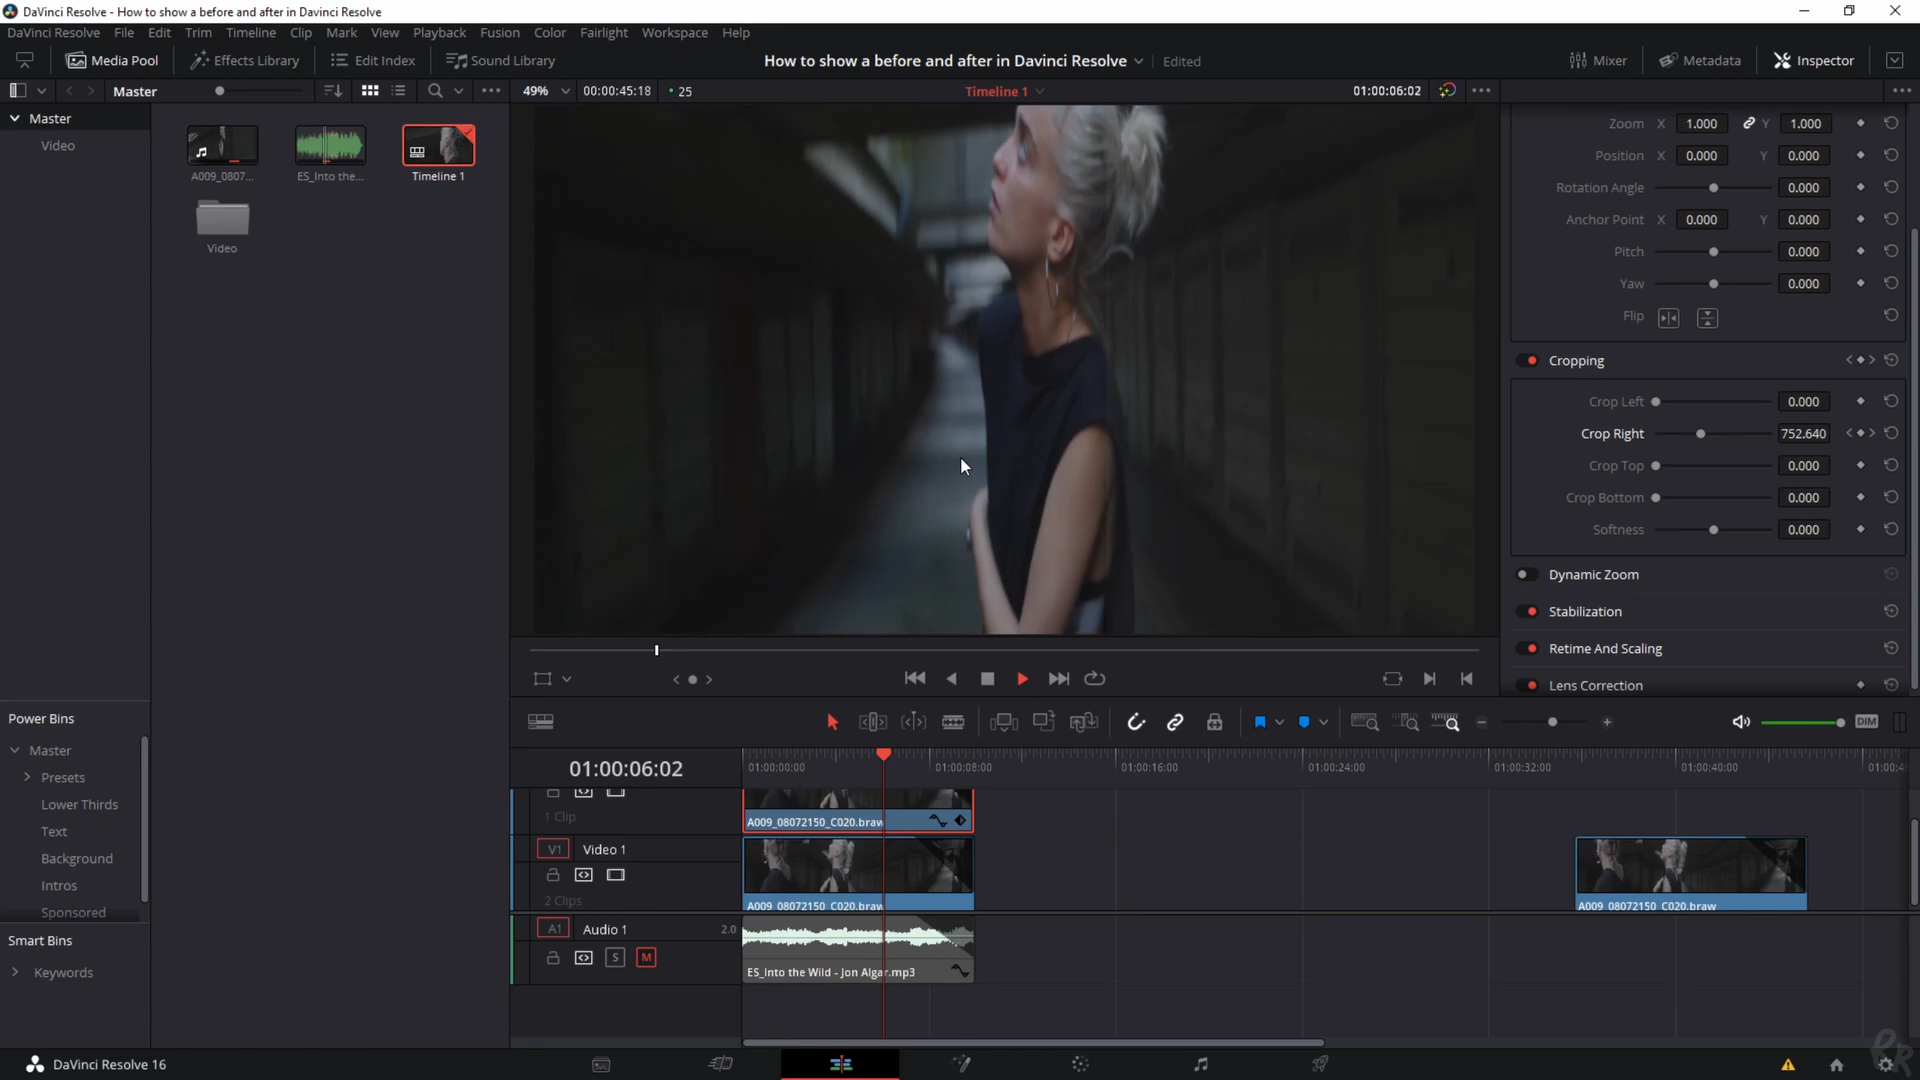 DaVinci Resolve - How to show a before and after in Davinci Resolve
DaVinci Resolve File Edit Trim Timeline Clip Mark View Playback Fusion Color Fairlight Workspace Help
Media Pool Effects Library Edit Index Sound Library How to show a before and after in Davinci Resolve Edited Mixer Metadata Inspector
Master 49% 00:00:45:18 25 Timeline 1 01:00:06:02
Master
Video
A009_0807... ES_Into the... Timeline 1
Video
Zoom X 1.000 Y 1.000
Position X 0.000 Y 0.000
Rotation Angle 0.000
Anchor Point X 0.000 Y 0.000
Pitch 0.000
Yaw 0.000
Flip
Cropping
Crop Left 0.000
Crop Right 752.640
Crop Top 0.000
Crop Bottom 0.000
Softness 0.000
Dynamic Zoom
Stabilization
Retime And Scaling
Lens Correction
Power Bins
Master
Presets
Lower Thirds
Text
Background
Intros
Sponsored
Smart Bins
Keywords
DIM
01:00:06:02 01:00:00:00 01:00:08:00 01:00:16:00 01:00:24:00 01:00:32:00 01:00:40:00
1 Clip A009_08072150_C020.braw
V1 Video 1
2 Clips A009_08072150_C020.braw A009_08072150_C020.braw
A1 Audio 1 2.0
S M
ES_Into the Wild - Jon Algar.mp3
DaVinci Resolve 16